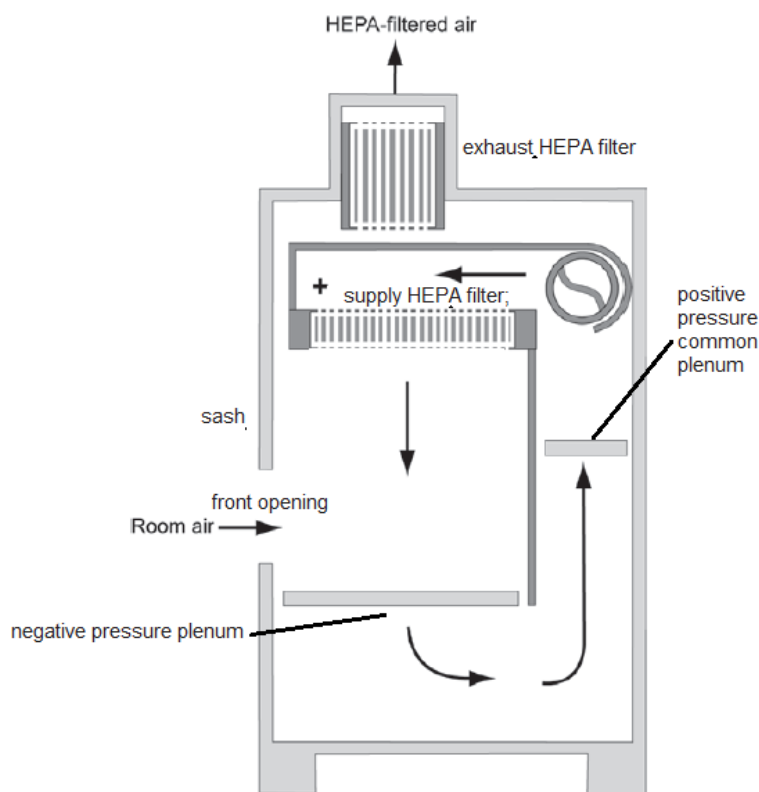 HEPA-filtered air
exhaust HEPA filter
+
supply HEPA filter;
positive
pressure
common
plenum
sash
front opening
Room air
negative pressure plenum